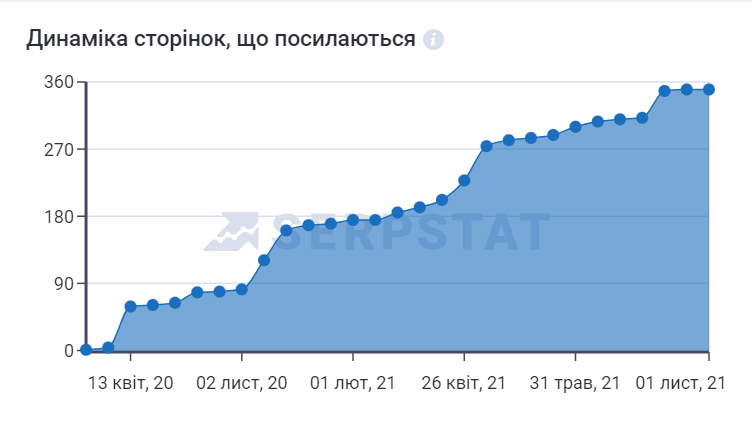 Динаміка сторінок, що посилаються i
360
270
180
90
0
SERPSTAT
13 квіт, 20 02 лист, 20 01 лют, 21 26 квіт, 21 31 трав, 21 01 лист, 21